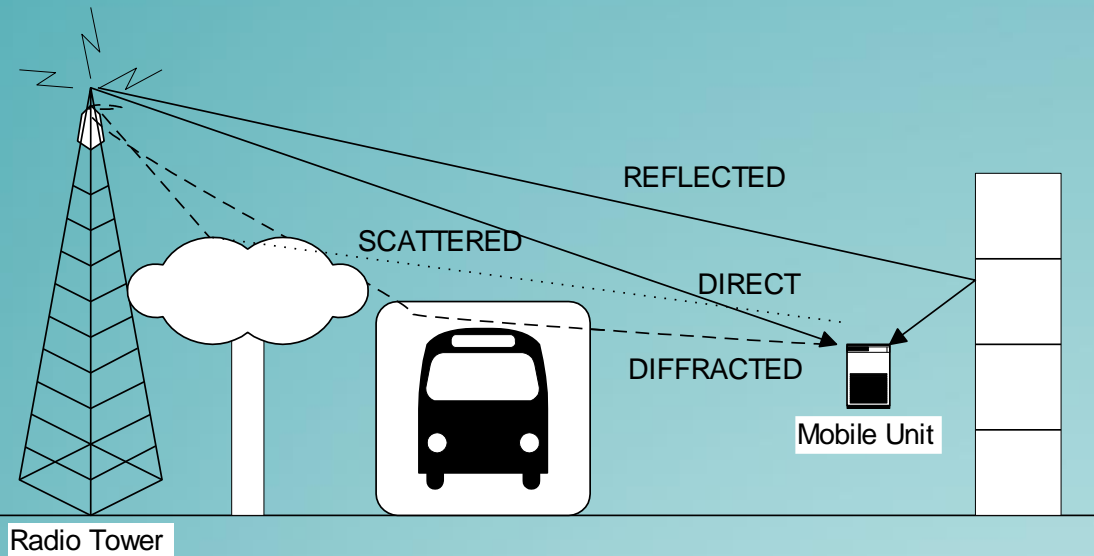 REFLECTED
SCATTERED
DIRECT
DIFFRACTED
Mobile Unit
Radio Tower